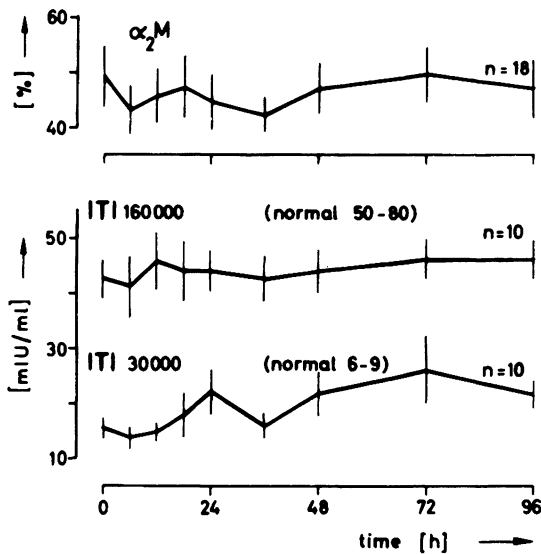 60
α₂M
[%]
n = 18
40
ITI 160000 (normal 50-80)
n = 10
50
[mIU/ml]
30
ITI 30000 (normal 6-9)
n = 10
10
0 24 48 72 96
time [h]